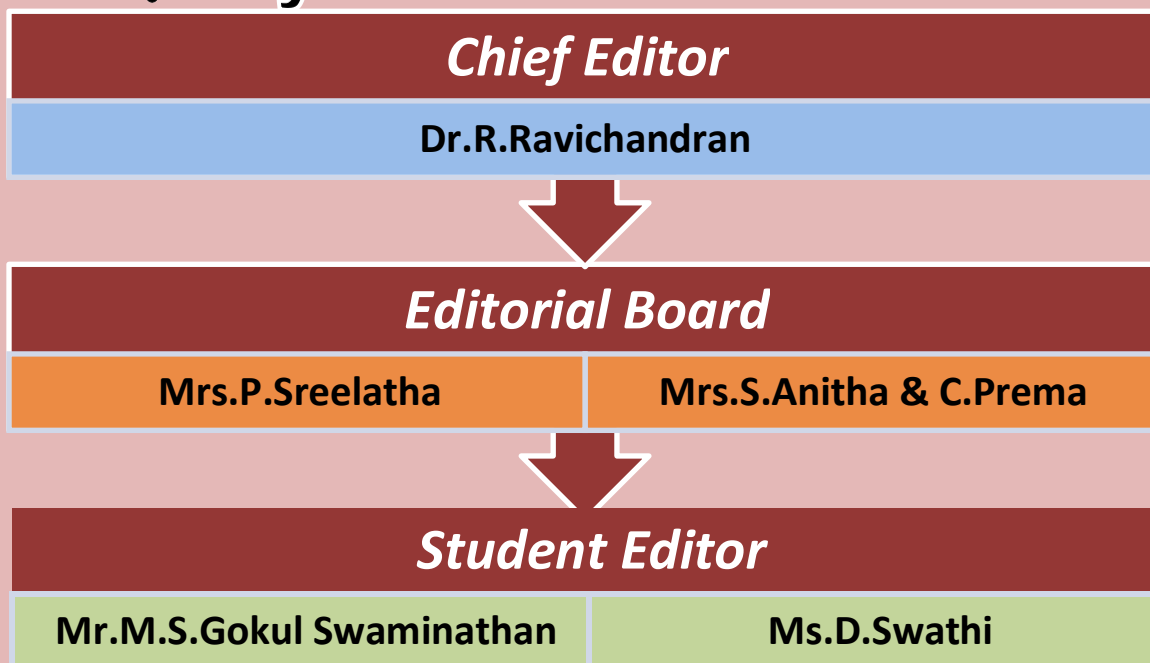 Chief Editor
Dr.R.Ravichandran
Editorial Board
Mrs.P.Sreelatha
Mrs.S.Anitha & C.Prema
Student Editor
Mr.M.S.Gokul Swaminathan
Ms.D.Swathi